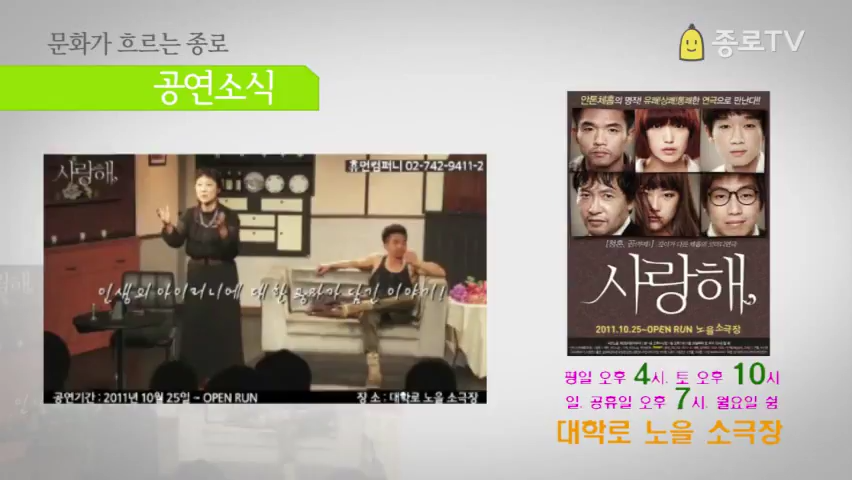 문화가 흐르는 종로
종로TV
공연소식
사랑해,
휴먼컴퍼니 02-742-9411-2
인생의 아이러니에 대한 풍자가 담긴 이야기!
공연기간 : 2011년 10월 25일 ~ OPEN RUN
장 소 : 대학로 노을 소극장
안톤체홉의 명작! 유쾌!상쾌!통쾌한 연극으로 만난다!!
사랑해,
2011.10.25~OPEN RUN 노을소극장
평일 오후 4시. 토 오후 10시
일. 공휴일 오후 7시. 월요일 쉼
대학로 노을 소극장